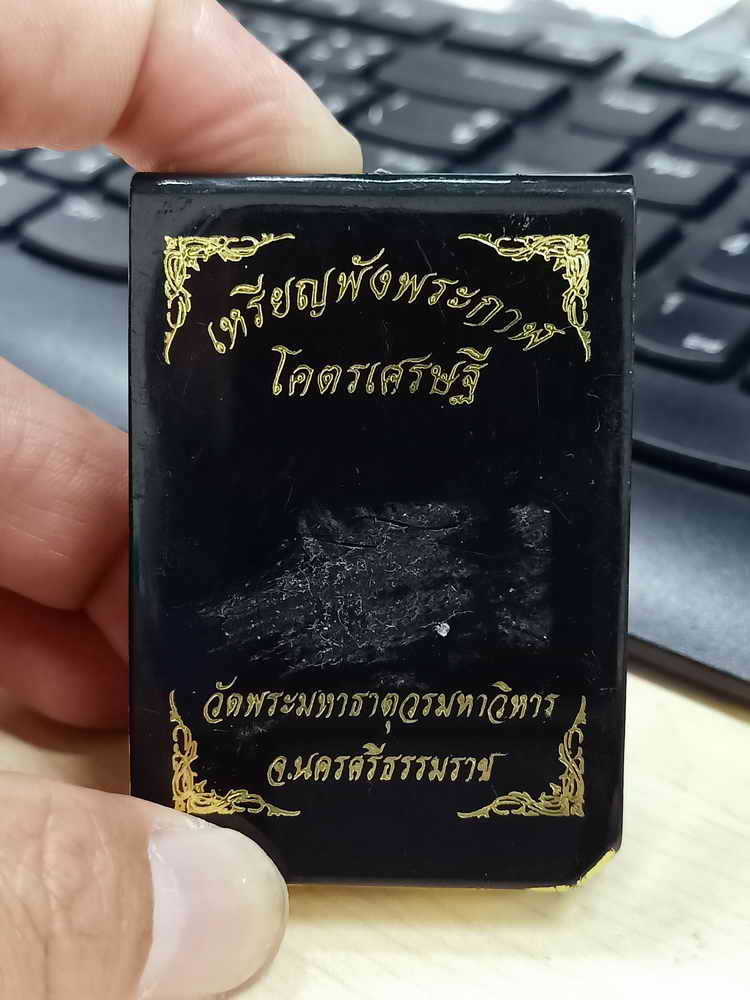 เหรียญพังพระกาฬ
โคตรเศรษฐี
วัดพระมหาธาตุวรมหาวิหาร
จ.นครศรีธรรมราช